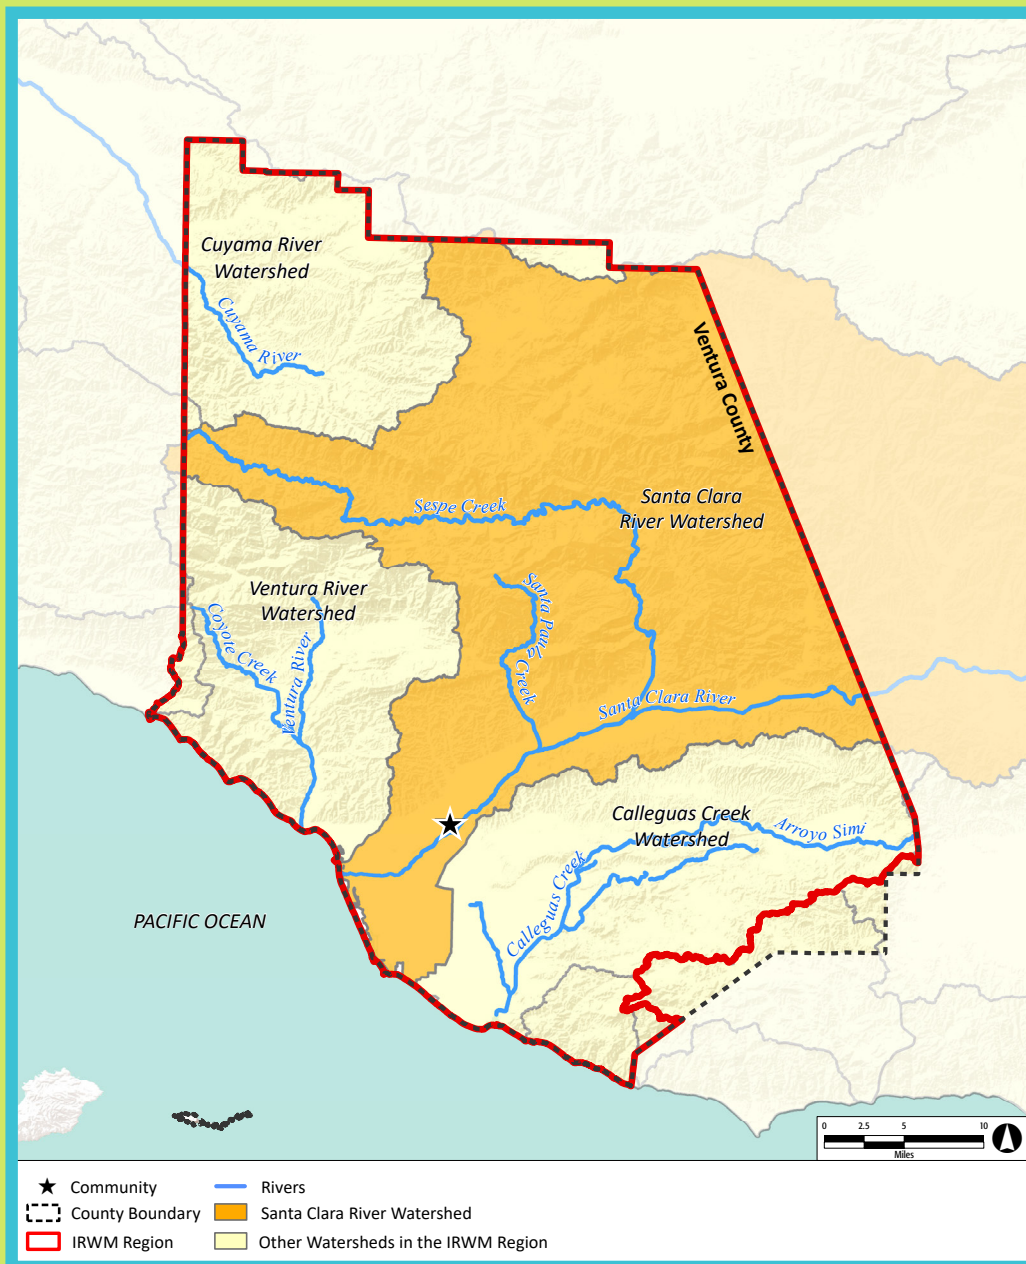 Cuyama River
Watershed
Cuyama River
Ventura County
Sespe Creek
Santa Clara
River Watershed
Ventura River
Watershed
Coyote Creek
Ventura River
Santa Paula
Creek
Santa Clara River
Calleguas Creek
Watershed
Arroyo Simi
Calleguas Creek
PACIFIC OCEAN
0 2.5 5 10
Miles
Community
Rivers
County Boundary
Santa Clara River Watershed
IRWM Region
Other Watersheds in the IRWM Region